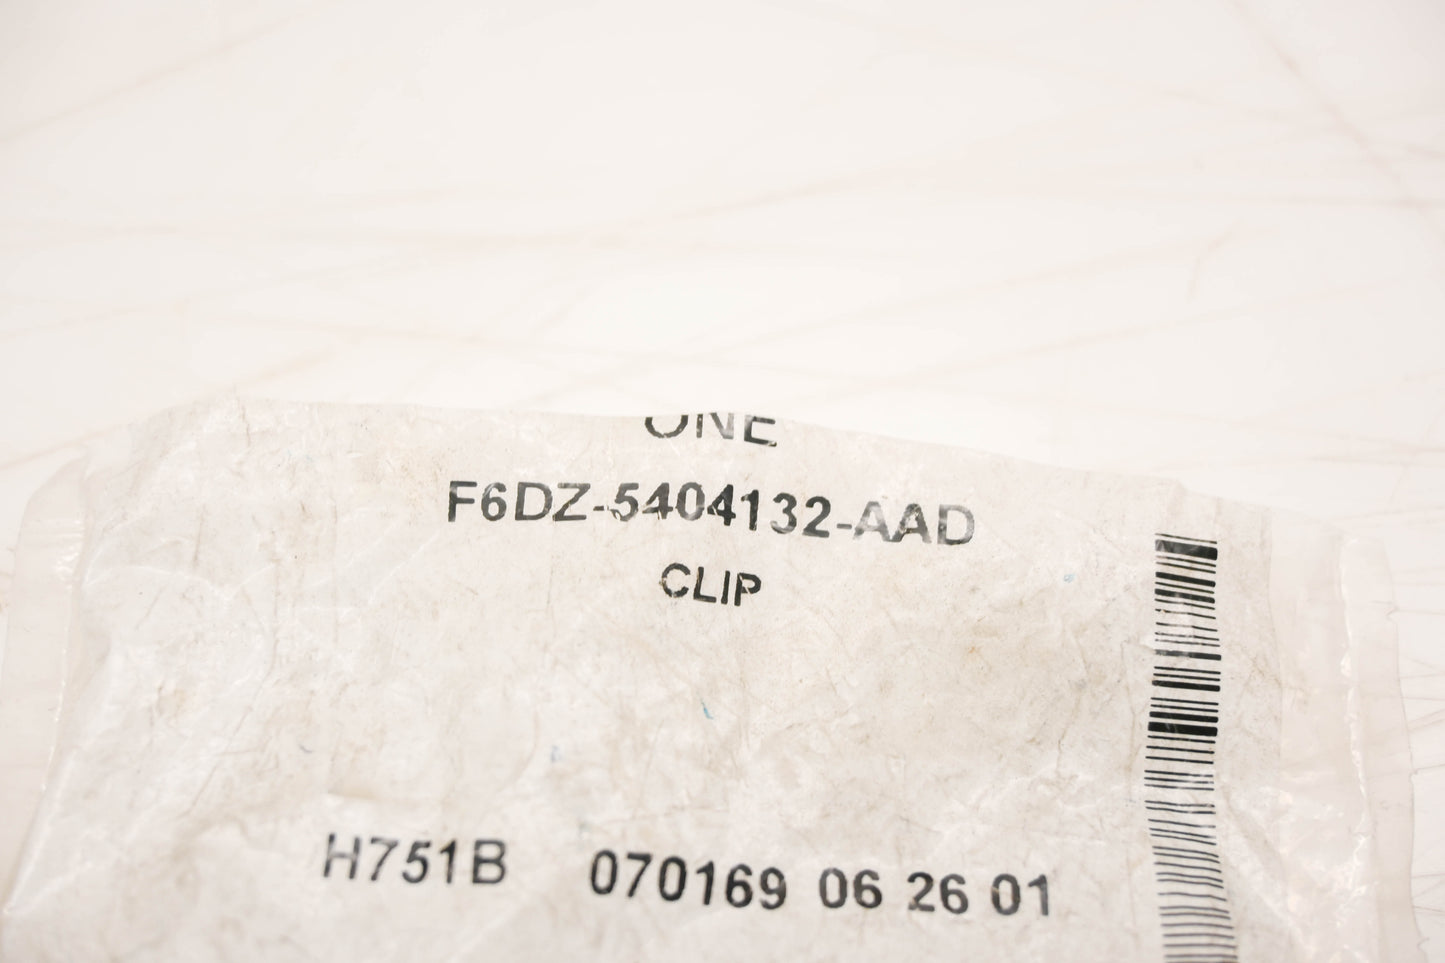 ONE
F6DZ-5404132-AAD
CLIP
H751B 070169 06 26 01